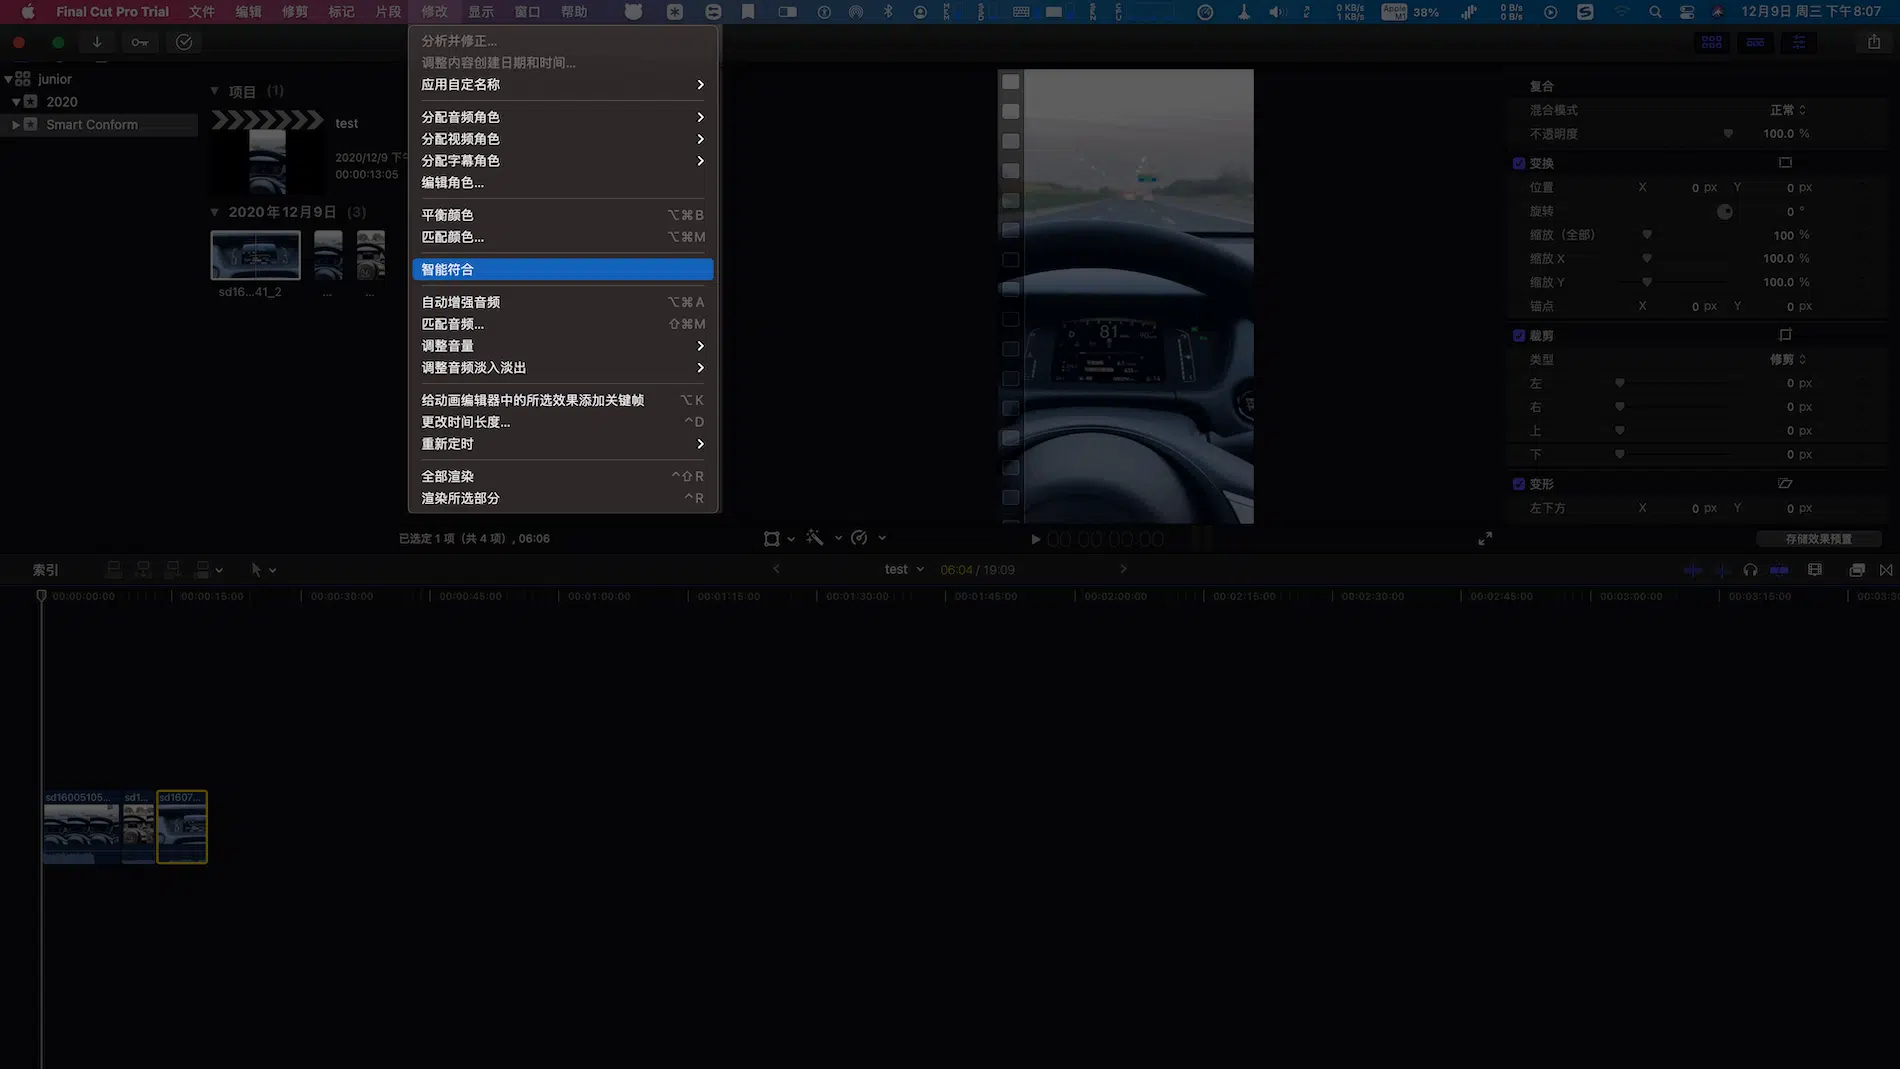 Final Cut Pro Trial 文件 编辑 修剪 标记 片段 修改 显示 窗口 帮助
0 KB/s
1 KB/s
38%
0 B/s
0 B/s
12月9日 周三 下午8:07
junior
2020
Smart Conform
项目 (1)
test
2020/12/9 下
00:00:13:05
2020年12月9日 (3)
sd16...41_2
...
...
分析并修正...
调整内容创建日期和时间...
应用自定名称
分配音频角色
分配视频角色
分配字幕角色
编辑角色...
平衡颜色 ⌥⌘B
匹配颜色... ⌥⌘M
智能符合
自动增强音频 ⌥⌘A
匹配音频... ⇧⌘M
调整音量
调整音频淡入淡出
给动画编辑器中的所选效果添加关键帧 ⌥K
更改时间长度... ^D
重新定时
全部渲染 ^⇧R
渲染所选部分 ^R
81
复合
混合模式 正常
不透明度 100.0 %
变换
位置 X 0 px Y 0 px
旋转 0 °
缩放（全部） 100 %
缩放 X 100.0 %
缩放 Y 100.0 %
锚点 X 0 px Y 0 px
裁剪
类型 修剪
左 0 px
右 0 px
上 0 px
下 0 px
变形
左下方 X 0 px Y 0 px
已选定 1 项（共 4 项）, 06:06
00:00:00:00
存储效果预置
索引
test
06:04 / 19:09
00:00:00:00 00:00:15:00 00:00:30:00 00:00:45:00 00:01:00:00 00:01:15:00 00:01:30:00 00:01:45:00 00:02:00:00 00:02:15:00 00:02:30:00 00:02:45:00 00:03:00:00 00:03:15:00 00:03:30
sd16005105... sd1... sd1607...